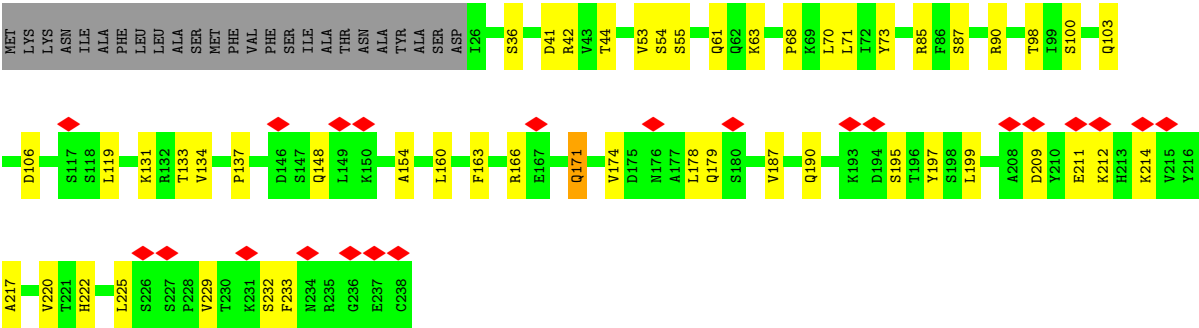 MET LYS LYS ASN ILE ALA PHE LEU LEU ALA SER MET PHE VAL PHE SER ILE ALA THR ASN ALA TYR ALA SER ASP I26 S36 D41 R42 V43 T44 V53 S54 S55 Q61 Q62 K63 P68 K69 L70 L71 I72 Y73 R85 F86 S87 R90 T98 I99 S100 Q103
D106 S117 S118 L119 K131 R132 T133 V134 P137 D146 S147 Q148 L149 K150 A154 L160 F163 R166 E167 Q171 V174 D175 N176 A177 L178 Q179 S180 V187 Q190 K193 D194 S195 T196 Y197 S198 L199 A208 D209 Y210 E211 K212 H213 K214 V215 Y216
A217 V220 T221 H222 L225 S226 S227 P228 V229 T230 K231 S232 F233 N234 R235 G236 E237 C238